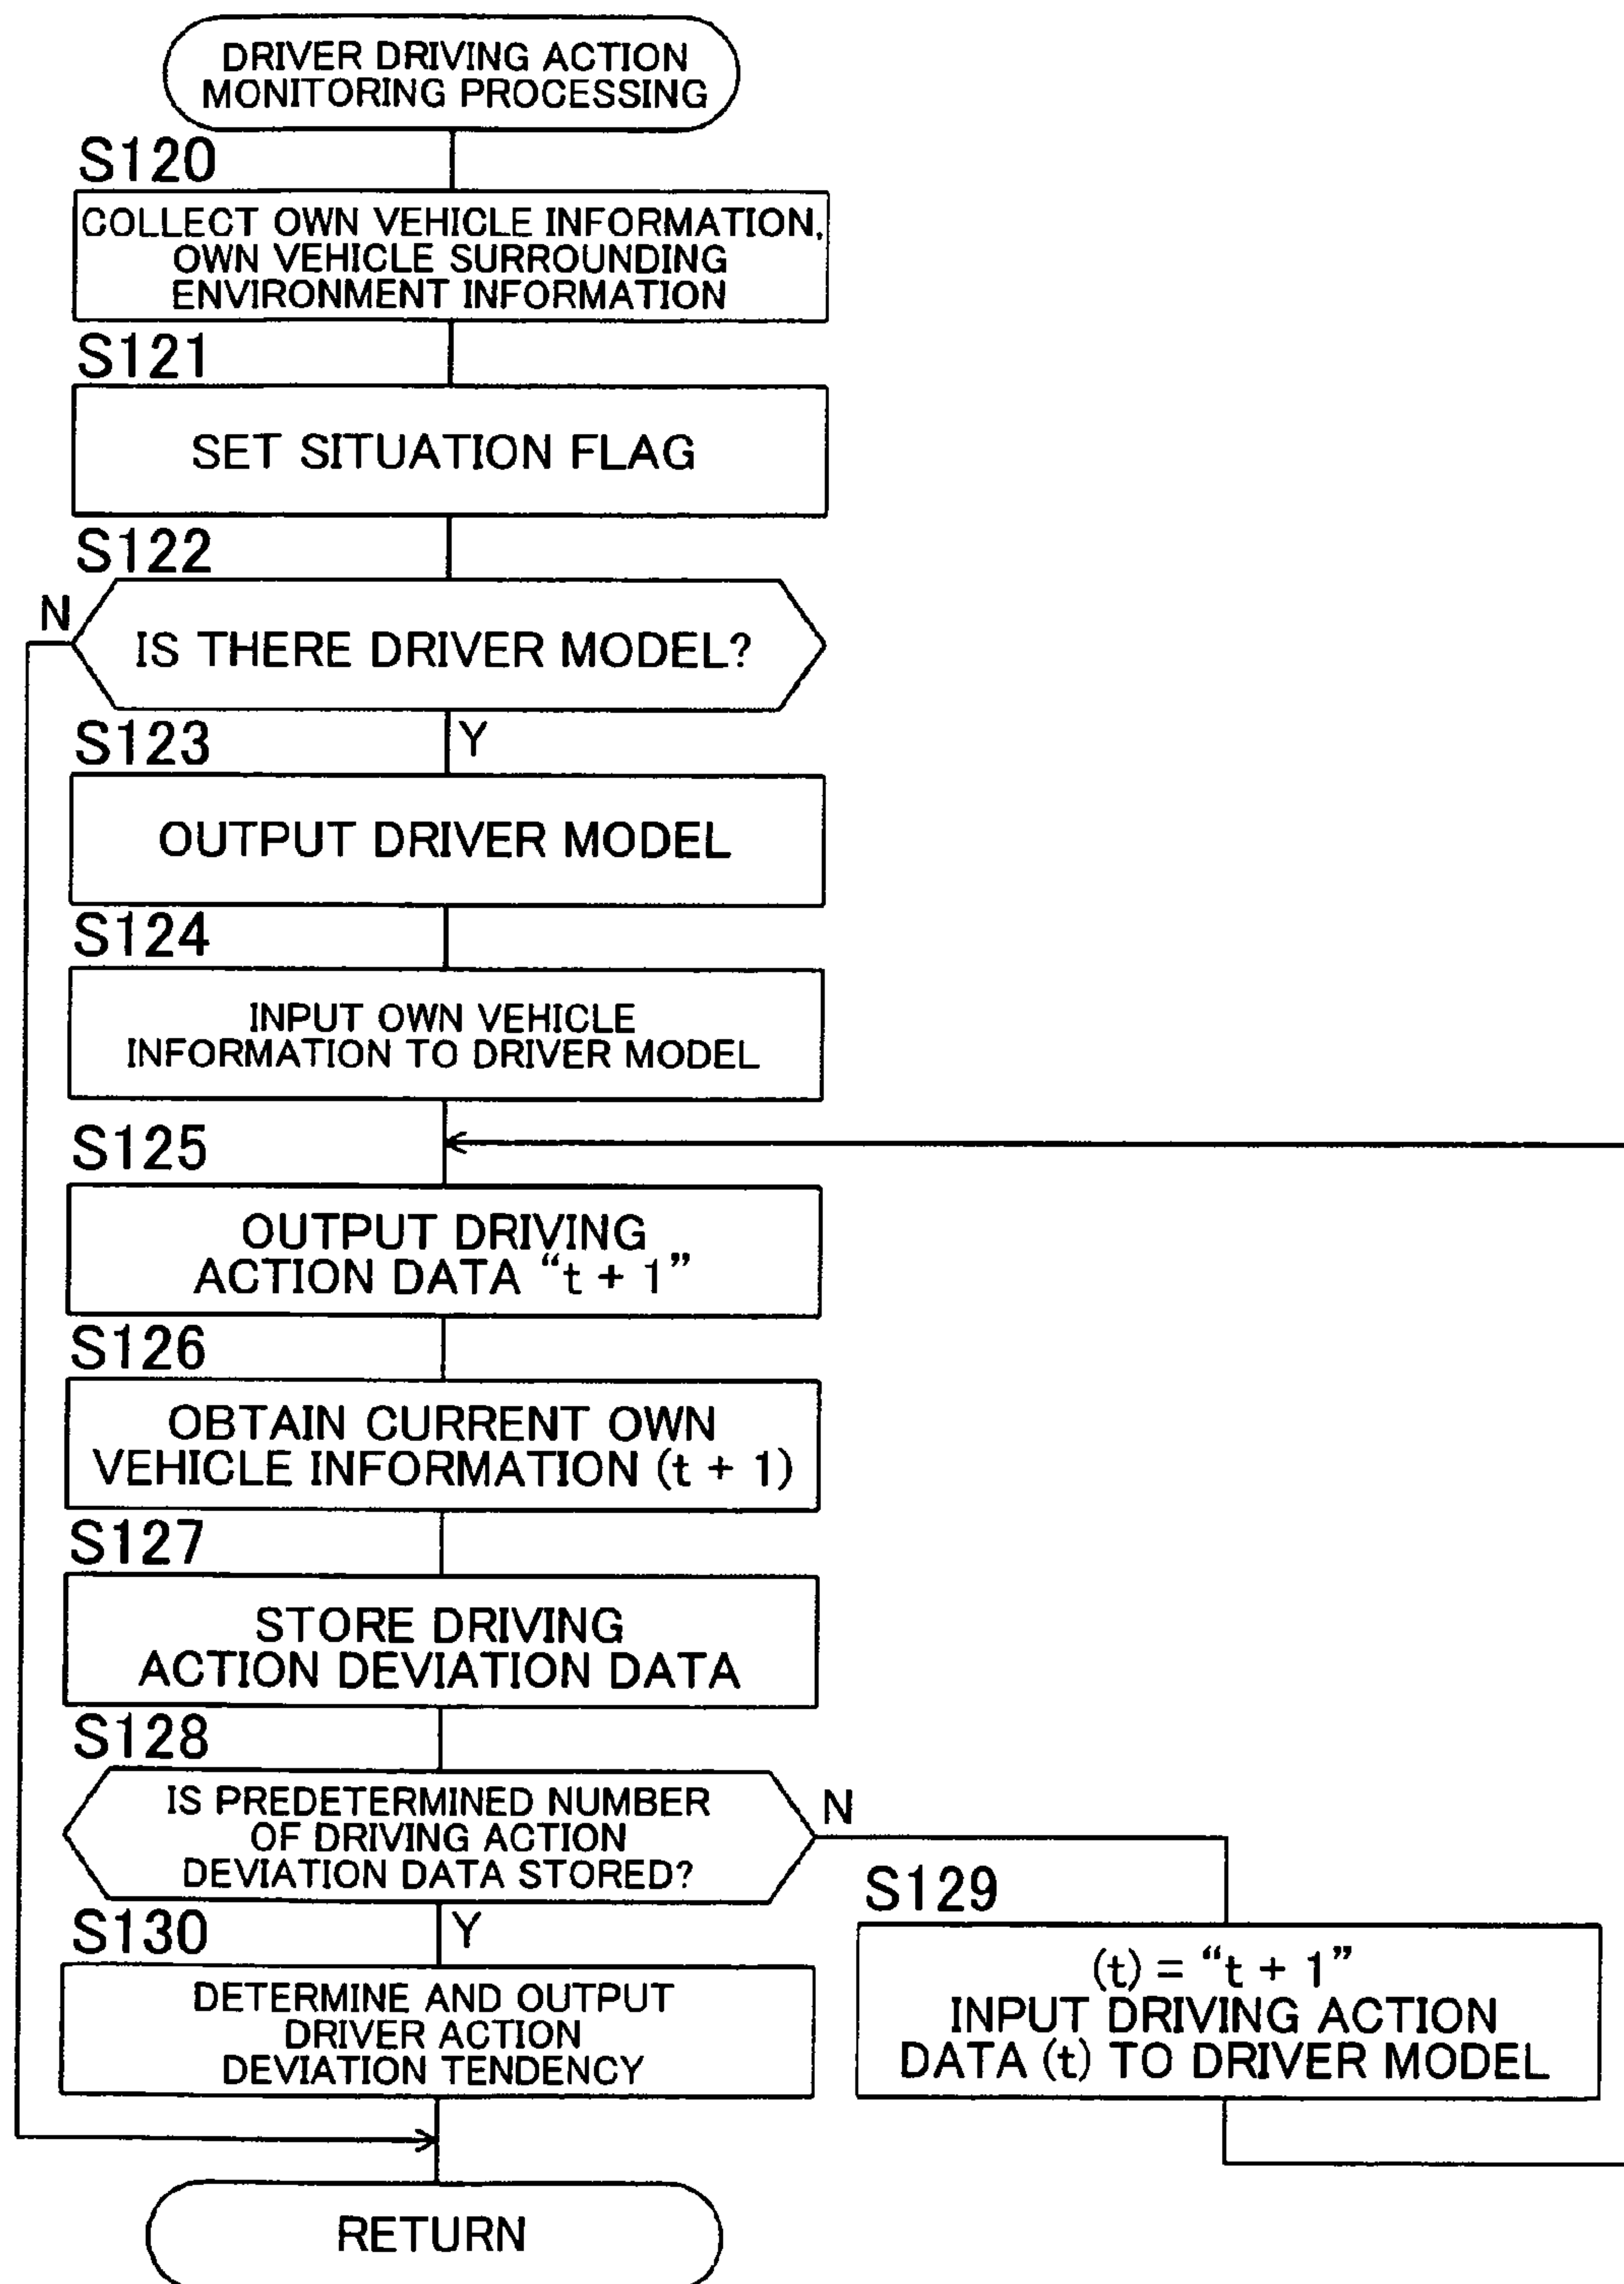 DRIVER DRIVING ACTION
MONITORING PROCESSING
S120
COLLECT OWN VEHICLE INFORMATION,
OWN VEHICLE SURROUNDING
ENVIRONMENT INFORMATION
S121
SET SITUATION FLAG
S122
N
IS THERE DRIVER MODEL?
Y
S123
OUTPUT DRIVER MODEL
S124
INPUT OWN VEHICLE
INFORMATION TO DRIVER MODEL
S125
OUTPUT DRIVING
ACTION DATA “t + 1”
S126
OBTAIN CURRENT OWN
VEHICLE INFORMATION (t + 1)
S127
STORE DRIVING
ACTION DEVIATION DATA
S128
IS PREDETERMINED NUMBER
OF DRIVING ACTION
DEVIATION DATA STORED?
N
Y
S129
(t) = “t + 1”
INPUT DRIVING ACTION
DATA (t) TO DRIVER MODEL
S130
DETERMINE AND OUTPUT
DRIVER ACTION
DEVIATION TENDENCY
RETURN